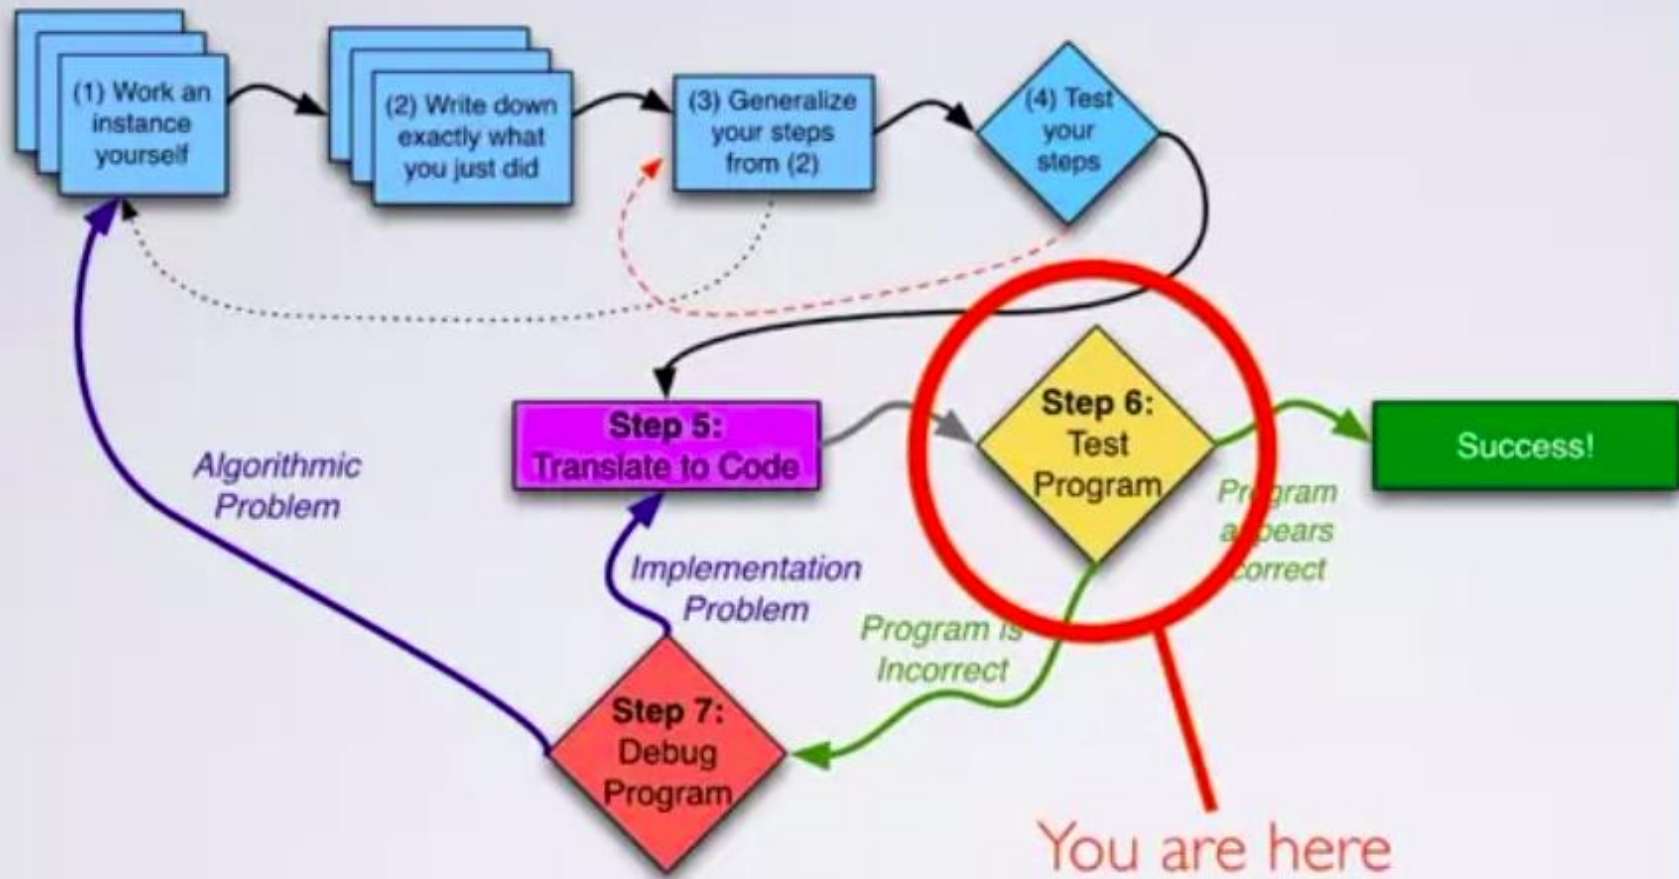 (1) Work an
instance
yourself
(2) Write down
exactly what
you just did
(3) Generalize
your steps
from (2)
(4) Test
your
steps
Step 5:
Translate to Code
Step 6:
Test
Program
Success!
Program
appears
correct
Algorithmic
Problem
Implementation
Problem
Program is
Incorrect
Step 7:
Debug
Program
You are here